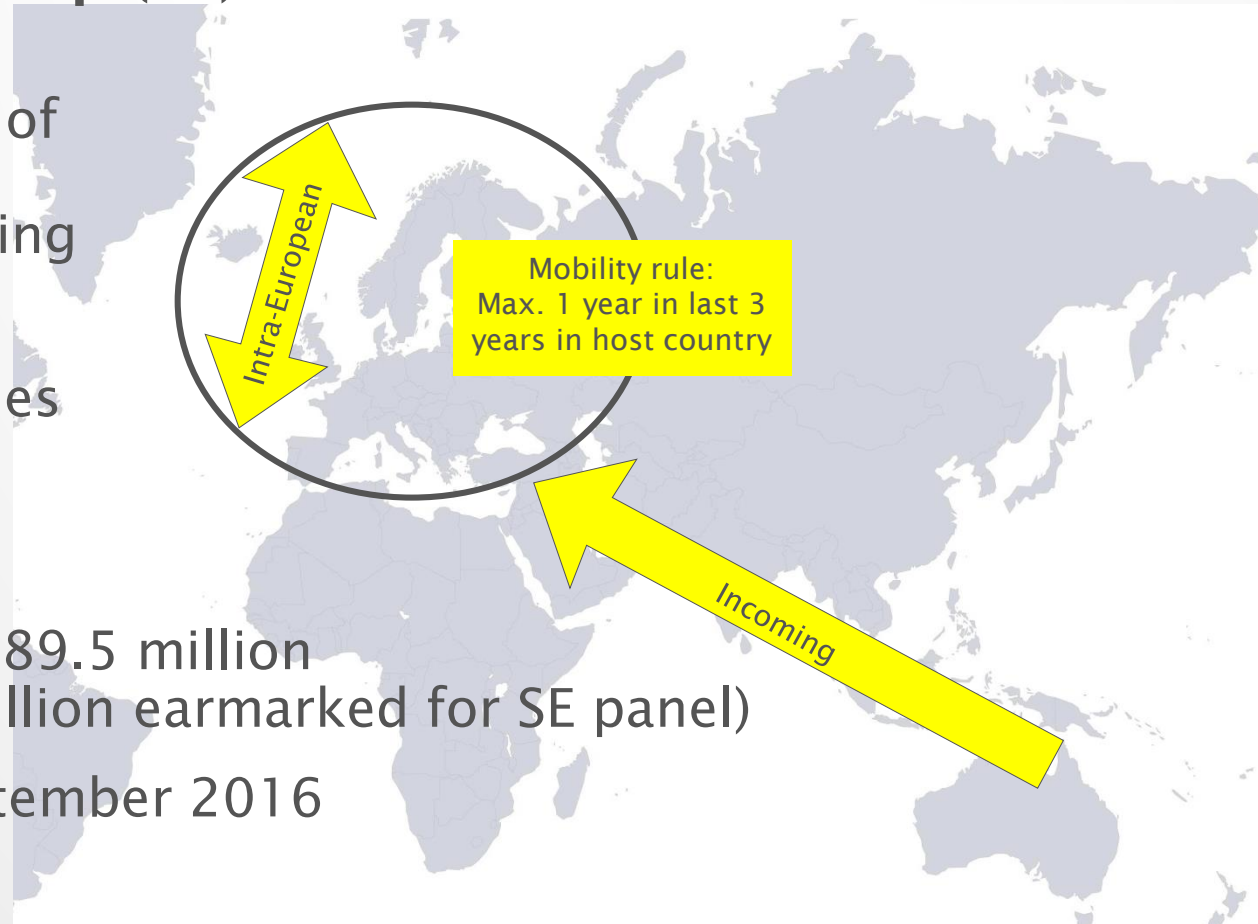 of
ing
es
Intra-European
Mobility rule:
Max. 1 year in last 3
years in host country
Incoming
89.5 million
llion earmarked for SE panel)
tember 2016